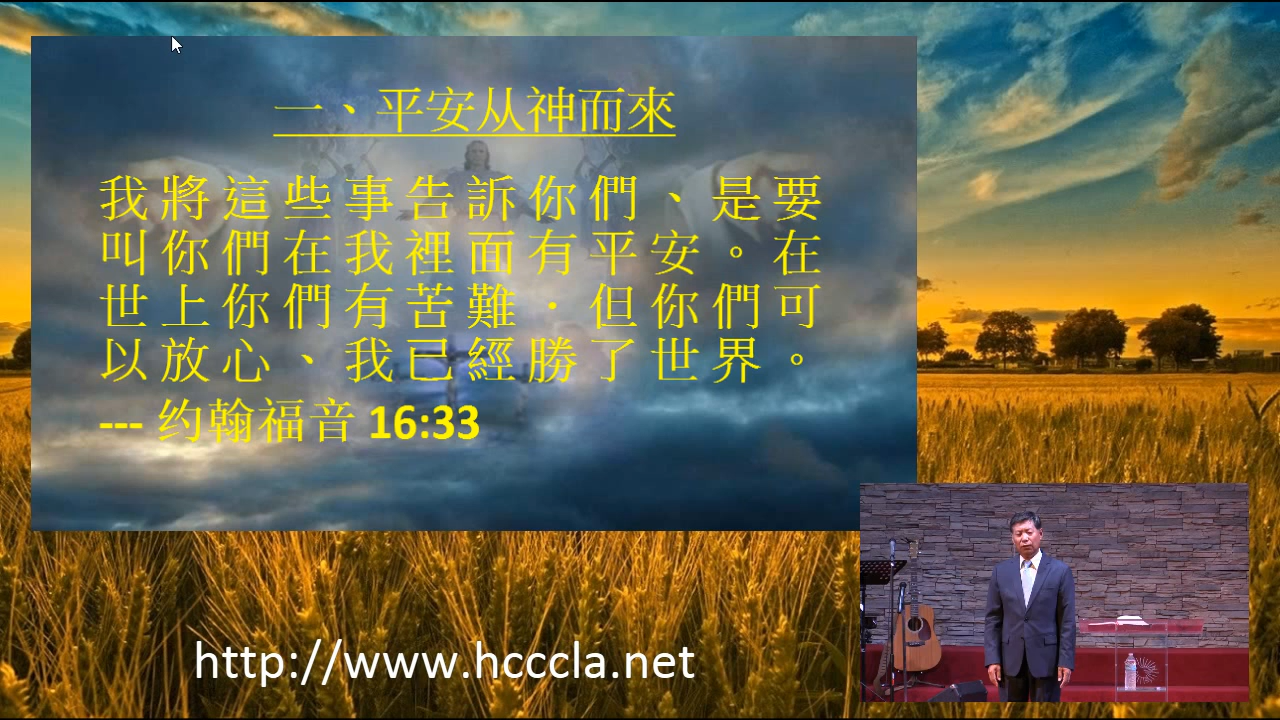 一、平安从神而來
我將這些事告訴你們、是要
叫你們在我裡面有平安。在
世上你們有苦難．但你們可
以放心、我已經勝了世界。
--- 约翰福音 16:33
http://www.hcccla.net